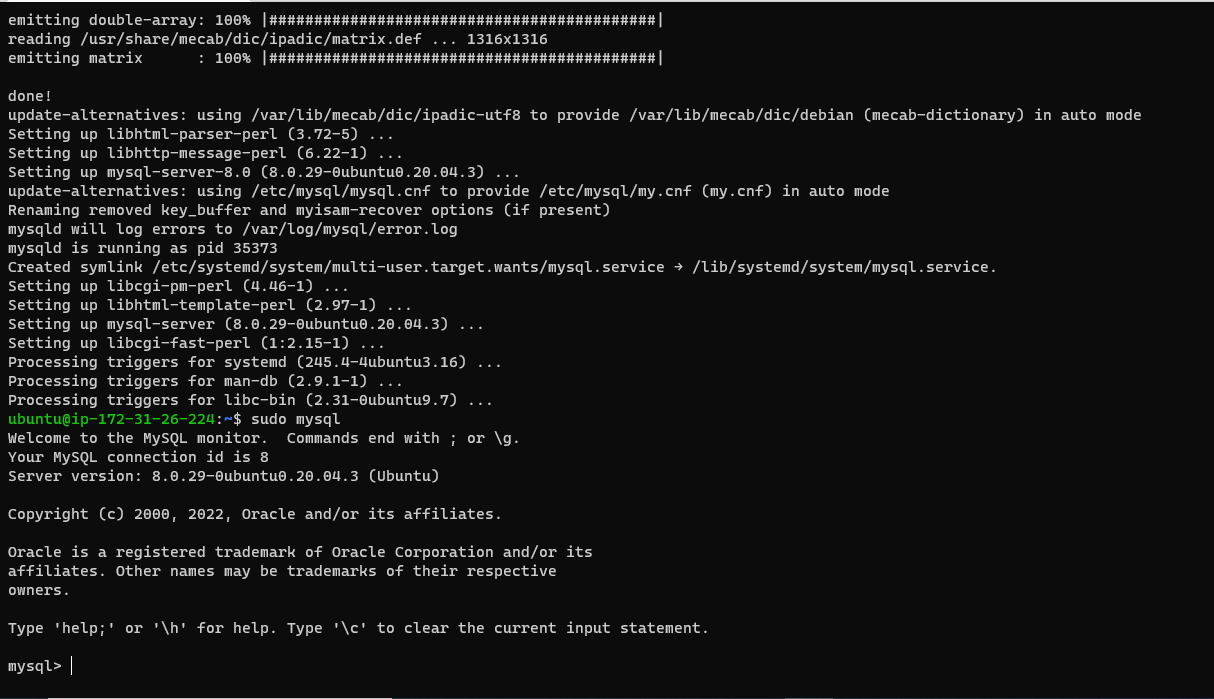 emitting double-array: 100% |###########################################|
reading /usr/share/mecab/dic/ipadic/matrix.def ... 1316x1316
emitting matrix      : 100% |###########################################|

done!
update-alternatives: using /var/lib/mecab/dic/ipadic-utf8 to provide /var/lib/mecab/dic/debian (mecab-dictionary) in auto mode
Setting up libhtml-parser-perl (3.72-5) ...
Setting up libhttp-message-perl (6.22-1) ...
Setting up mysql-server-8.0 (8.0.29-0ubuntu0.20.04.3) ...
update-alternatives: using /etc/mysql/mysql.cnf to provide /etc/mysql/my.cnf (my.cnf) in auto mode
Renaming removed key_buffer and myisam-recover options (if present)
mysqld will log errors to /var/log/mysql/error.log
mysqld is running as pid 35373
Created symlink /etc/systemd/system/multi-user.target.wants/mysql.service → /lib/systemd/system/mysql.service.
Setting up libcgi-pm-perl (4.46-1) ...
Setting up libhtml-template-perl (2.97-1) ...
Setting up mysql-server (8.0.29-0ubuntu0.20.04.3) ...
Setting up libcgi-fast-perl (1:2.15-1) ...
Processing triggers for systemd (245.4-4ubuntu3.16) ...
Processing triggers for man-db (2.9.1-1) ...
Processing triggers for libc-bin (2.31-0ubuntu9.7) ...
ubuntu@ip-172-31-26-224:~$ sudo mysql
Welcome to the MySQL monitor.  Commands end with ; or \g.
Your MySQL connection id is 8
Server version: 8.0.29-0ubuntu0.20.04.3 (Ubuntu)

Copyright (c) 2000, 2022, Oracle and/or its affiliates.

Oracle is a registered trademark of Oracle Corporation and/or its
affiliates. Other names may be trademarks of their respective
owners.

Type 'help;' or '\h' for help. Type '\c' to clear the current input statement.

mysql>